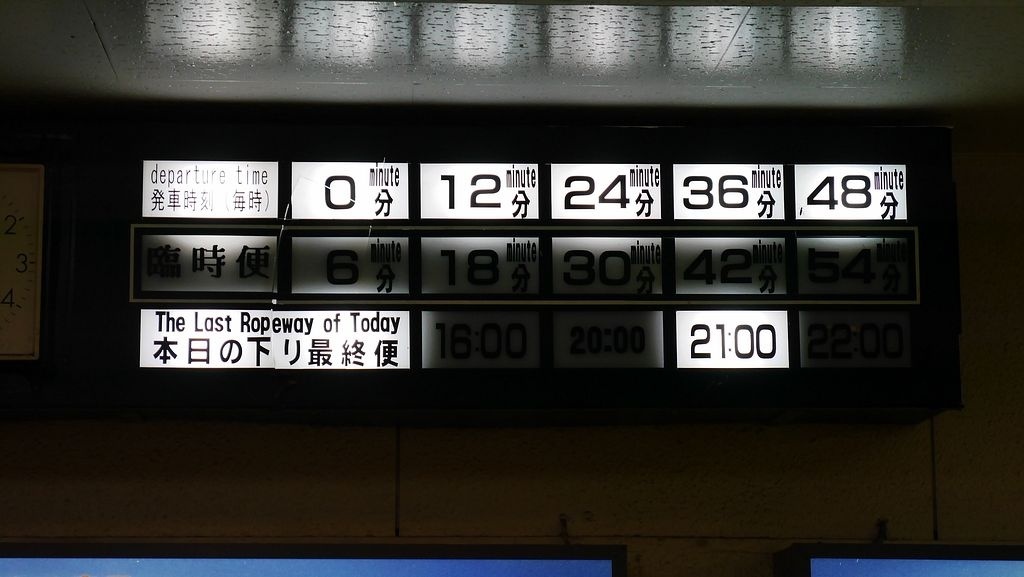 departure time 0 minute 12 minute 24 minute 36 minute 48 minute
発車時刻（毎時） 分 分 分 分 分
臨時便 6 minute 分 18 minute 分 30 minute 分 42 minute 分 54 minute 分
The Last Ropeway of Today
本日の下り最終便 16:00 20:00 21:00 22:00
2
3
4